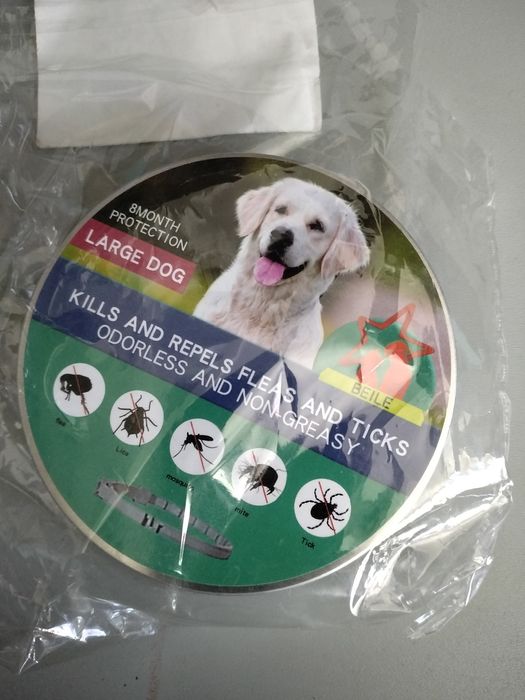 8MONTH
PROTECTION
LARGE DOG
KILLS AND REPELS FLEAS AND TICKS
ODORLESS AND NON-GREASY
BEILE
flea
Lice
mosquito
mite
Tick